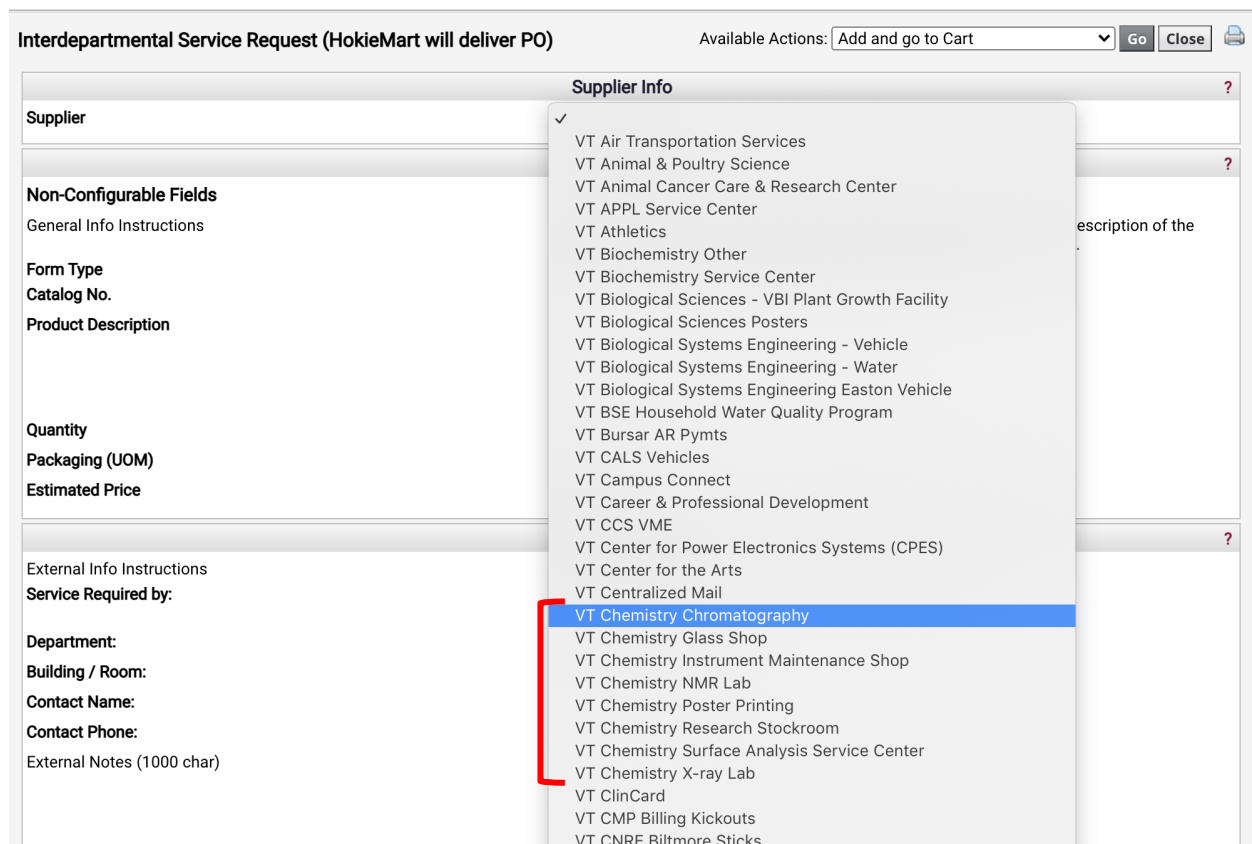 Interdepartmental Service Request (HokieMart will deliver PO) Available Actions: Add and go to Cart Go Close
Supplier Info ?
Supplier
✓
VT Air Transportation Services
VT Animal & Poultry Science
?
VT Animal Cancer Care & Research Center
Non-Configurable Fields
VT APPL Service Center
General Info Instructions
escription of the
.
VT Athletics
VT Biochemistry Other
Form Type
VT Biochemistry Service Center
Catalog No.
VT Biological Sciences - VBI Plant Growth Facility
Product Description
VT Biological Sciences Posters
VT Biological Systems Engineering - Vehicle
VT Biological Systems Engineering - Water
VT Biological Systems Engineering Easton Vehicle
VT BSE Household Water Quality Program
Quantity
VT Bursar AR Pymts
Packaging (UOM)
VT CALS Vehicles
VT Campus Connect
Estimated Price
VT Career & Professional Development
VT CCS VME
?
VT Center for Power Electronics Systems (CPES)
External Info Instructions
VT Center for the Arts
Service Required by:
VT Centralized Mail
VT Chemistry Chromatography
Department:
VT Chemistry Glass Shop
VT Chemistry Instrument Maintenance Shop
Building / Room:
VT Chemistry NMR Lab
Contact Name:
VT Chemistry Poster Printing
Contact Phone:
VT Chemistry Research Stockroom
VT Chemistry Surface Analysis Service Center
External Notes (1000 char)
VT Chemistry X-ray Lab
VT ClinCard
VT CMP Billing Kickouts
VT CNRE Biltmore Sticks